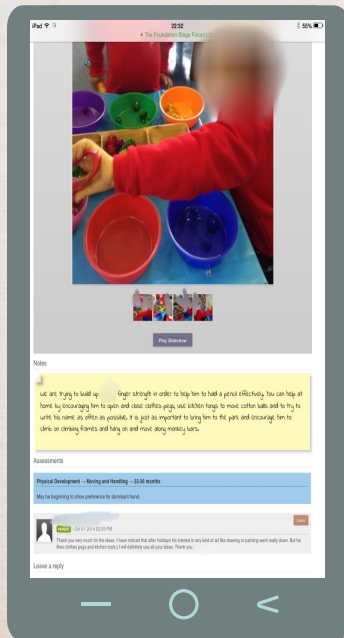 iPad
22:32
55%
The Foundation Stage Forum Ltd
Play Slideshow
Notes
we are trying to build up finger strength in order to help him to hold a pencil effectively. You can help at
home by encouraging him to open and close clothes pegs, use kitchen tongs to move cotton balls and to try to
write his name as often as possible. It is just as important to bring him to the park and encourage him to
climb on climbing frames and hang on and move along monkey bars.
Assessments
Physical Development → Moving and Handling → 22-36 months
May be beginning to show preference for dominant hand.
- Oct 07 2014 02:35 PM
Thank you very much for the ideas. I have noticed that after holidays his interest in any kind of art like drawing or painting went really down. But he
likes clothes pegs and kitchen tools:) I will definitely use all your ideas. Thank you.
Leave a reply